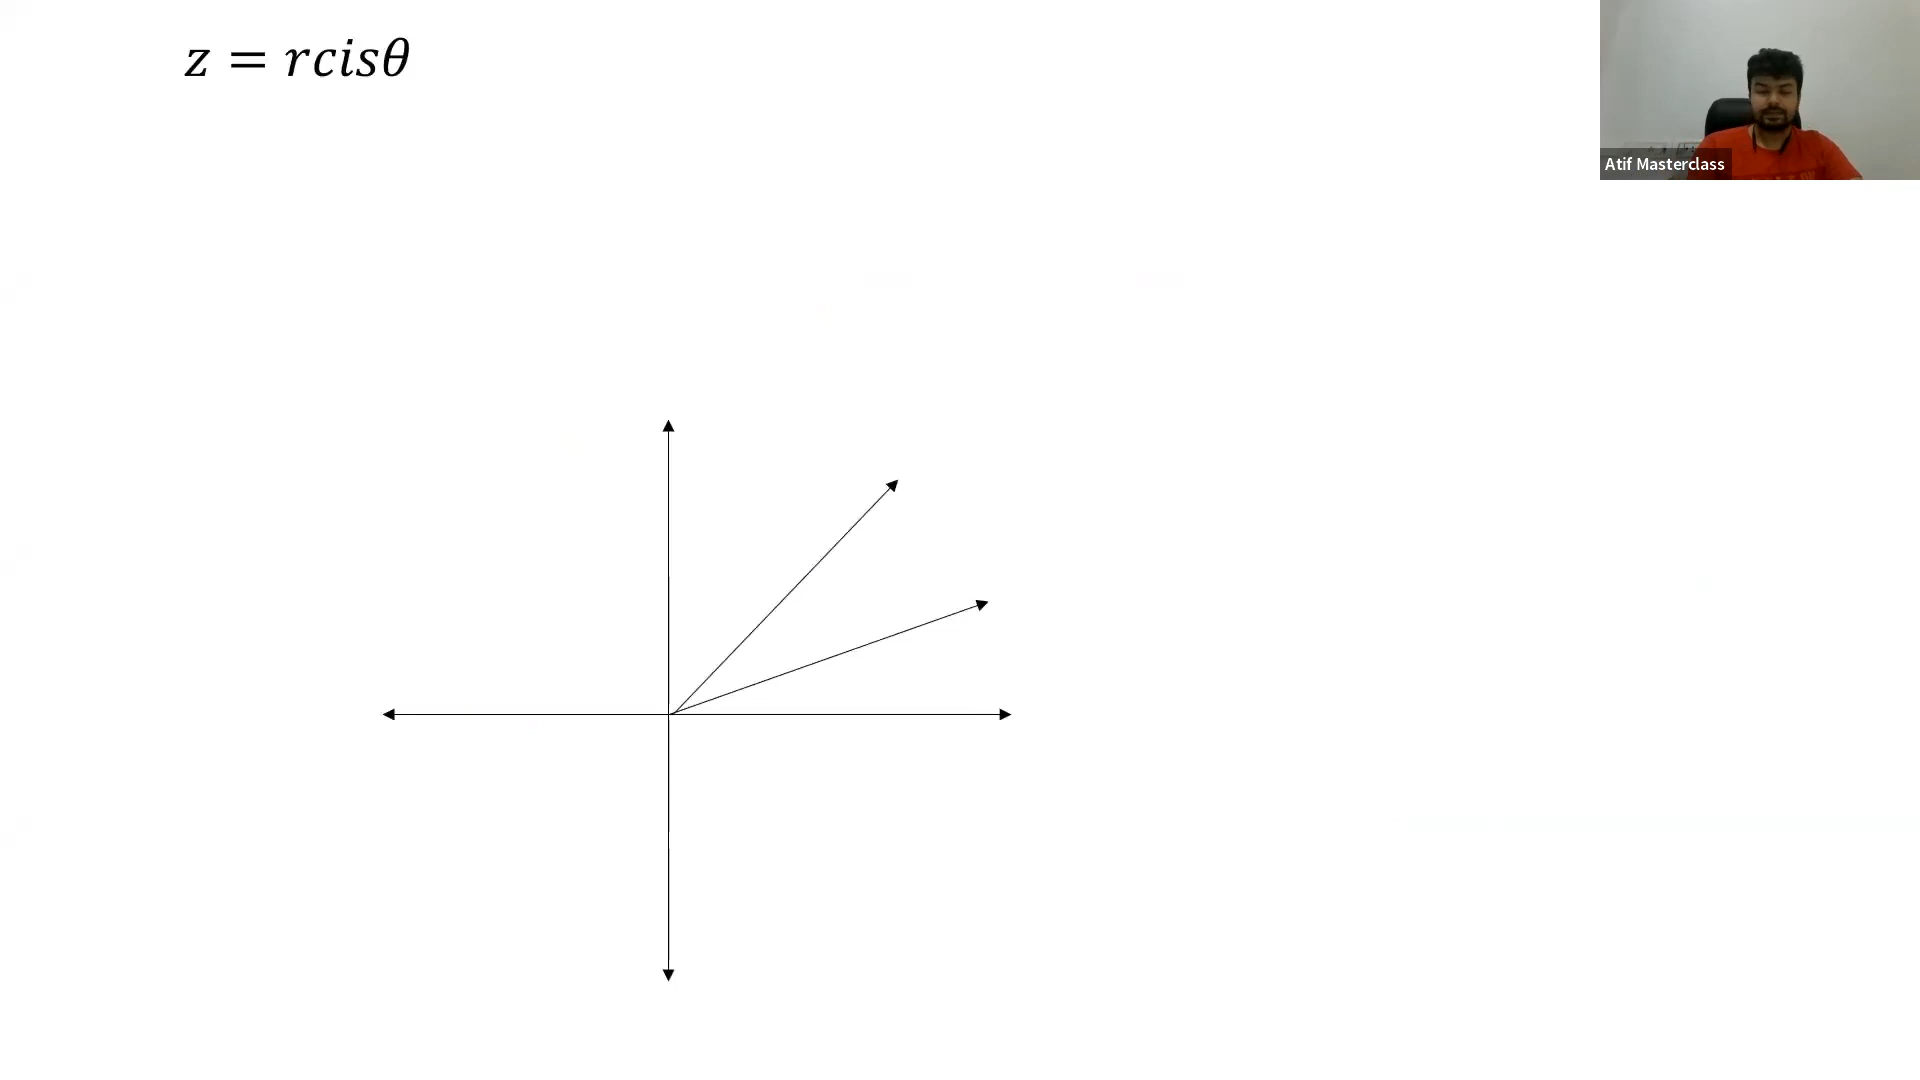 z = rcisθ
Atif Masterclass